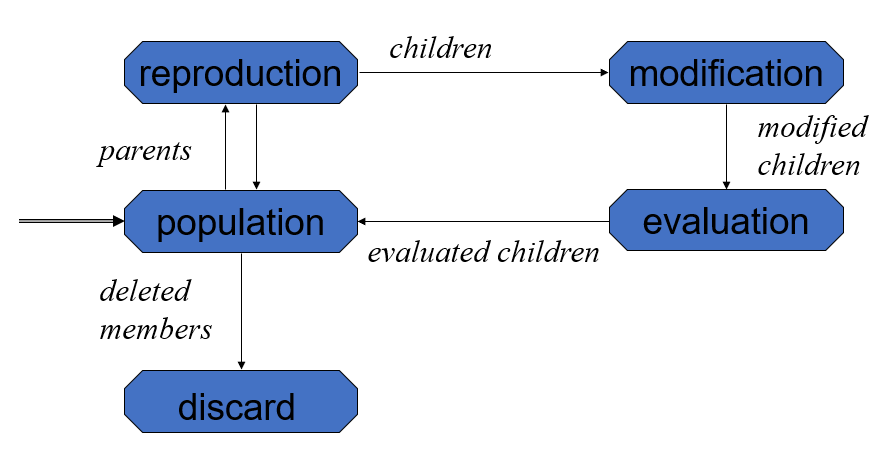 children
reproduction
modification
parents
modified
children
population
evaluation
evaluated children
deleted
members
discard